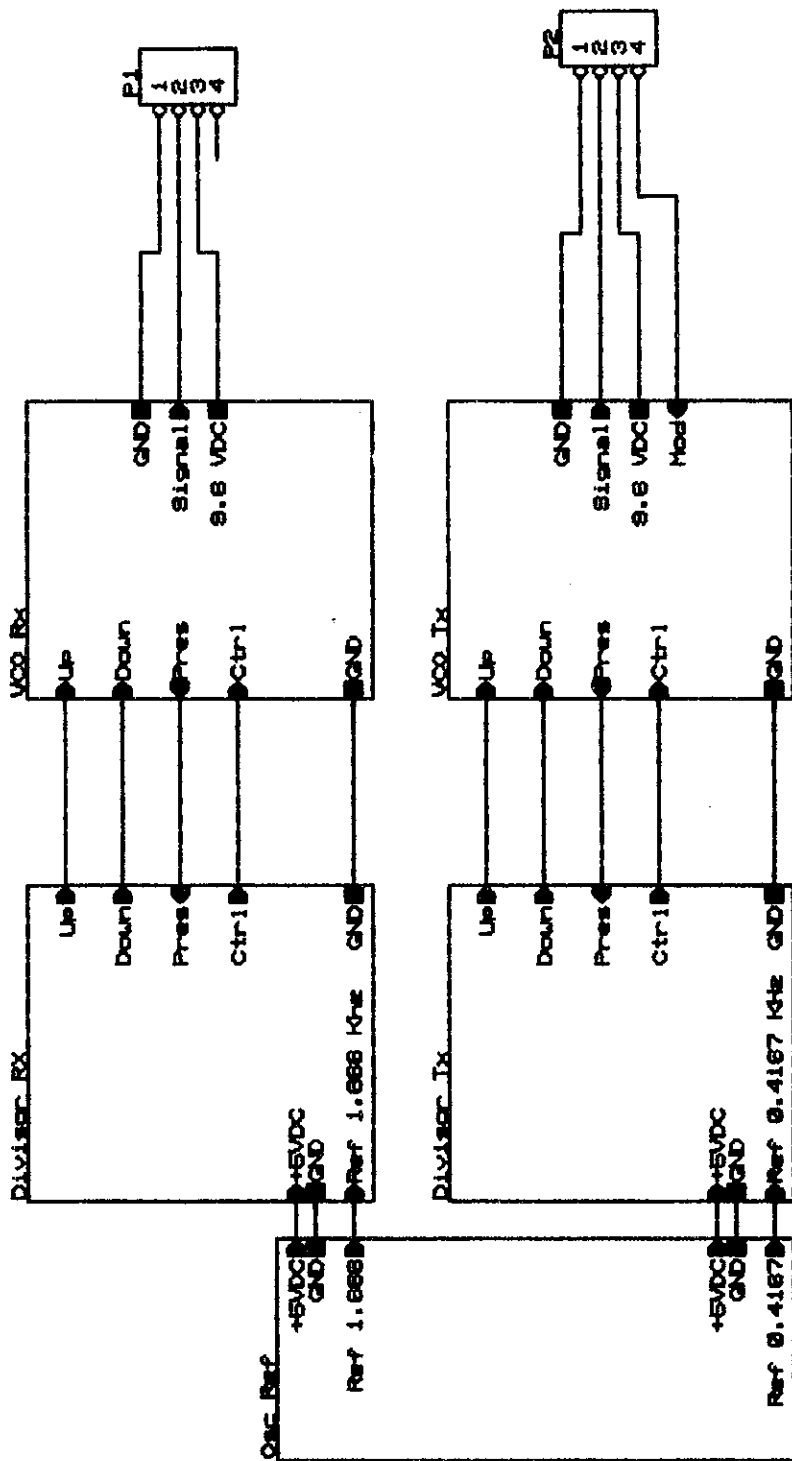 Osc Ref
+5VDC
GND
Ref 1.666
+5VDC
GND
Ref 0.4167
Divisor RX
+5VDC
GND
Ref 1.666 Khz
Up
Down
Pres
Ctrl
GND
VCO Rx
Up
Down
Pres
Ctrl
GND
GND
Signal
9.6 VDC
P1
1
2
3
4
Divisor Tx
+5VDC
GND
Ref 0.4167 KHz
Up
Down
Pres
Ctrl
GND
VCO Tx
Up
Down
Pres
Ctrl
GND
GND
Signal
9.6 VDC
Mod
P2
1
2
3
4